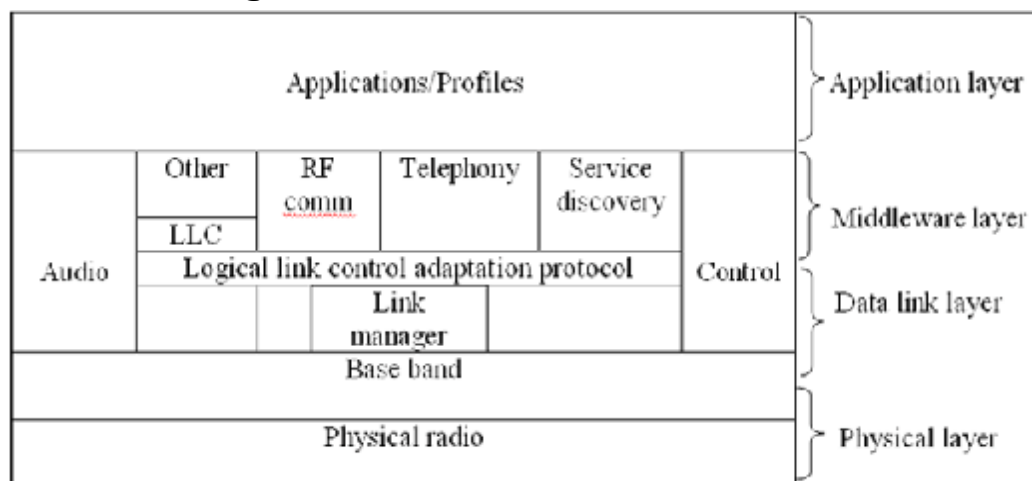 Applications/Profiles
Application layer
Other
RF
comm
Telephony
Service
discovery
LLC
Middleware layer
Audio
Logical link control adaptation protocol
Control
Link
manager
Data link layer
Base band
Physical radio
Physical layer